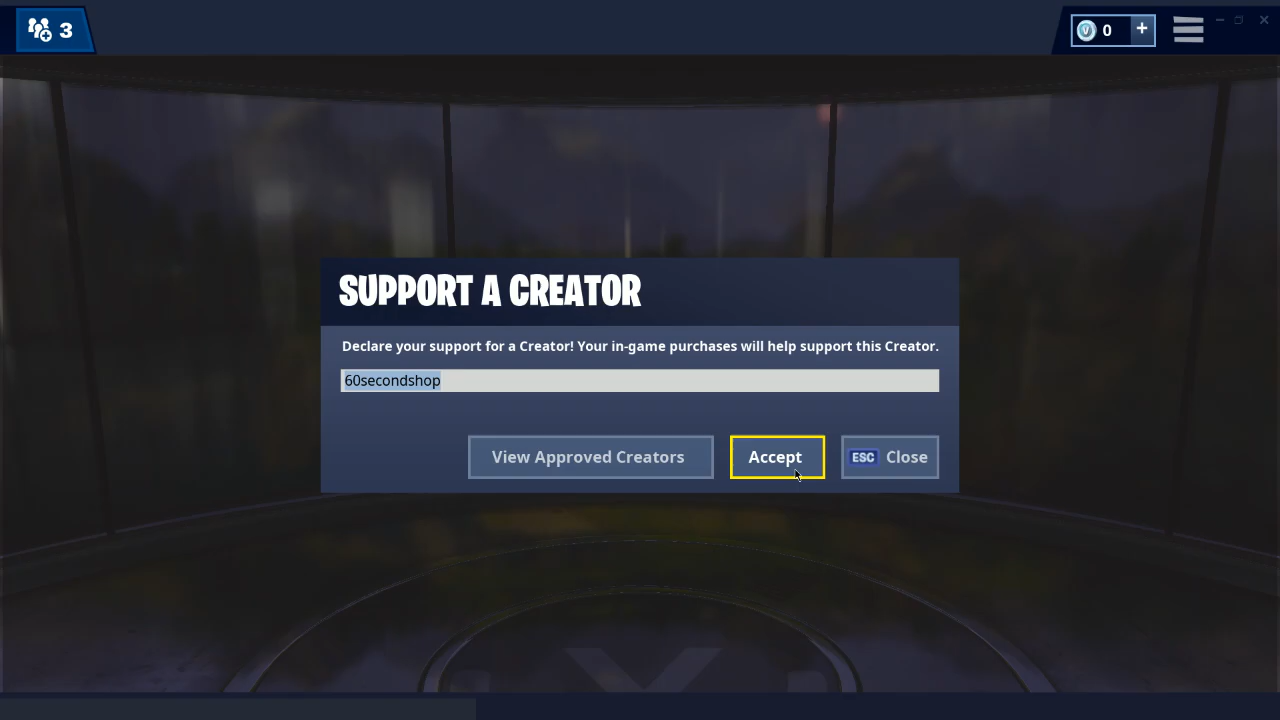 3
0 +
SUPPORT A CREATOR
Declare your support for a Creator! Your in-game purchases will help support this Creator.
60secondshop
View Approved Creators
Accept
ESC Close